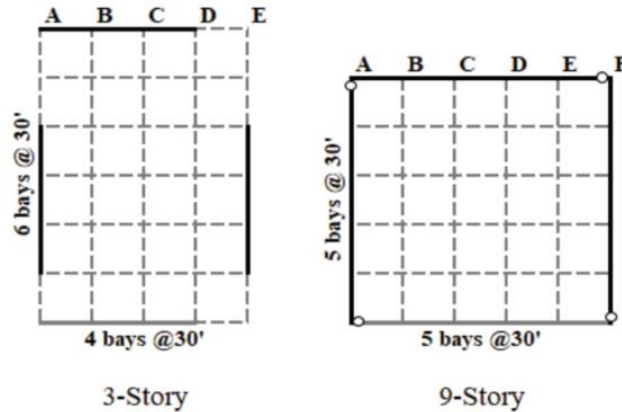 A B C D E
6 bays @ 30'
4 bays @30'
3-Story
A B C D E
5 bays @ 30'
5 bays @30'
9-Story